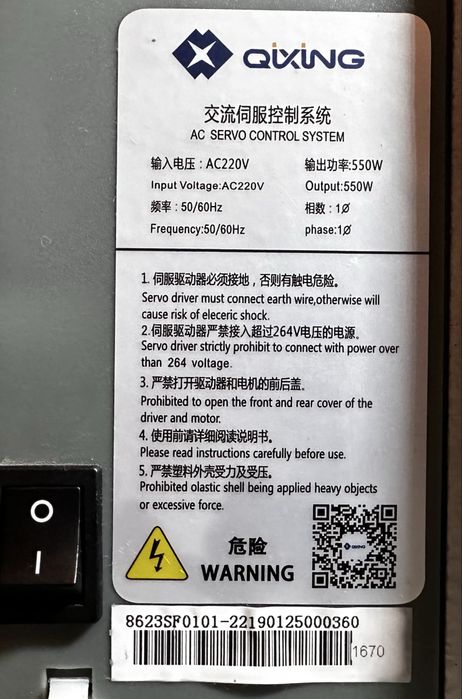 QIXING
交流伺服控制系统
AC SERVO CONTROL SYSTEM
输入电压：AC220V 输出功率:550W
Input Voltage:AC220V Output:550W
频率：50/60Hz 相数：1Ø
Frequency:50/60Hz phase:1Ø
1. 伺服驱动器必须接地，否则有触电危险。
Servo driver must connect earth wire,otherwise will
cause risk of eleceric shock.
2.伺服驱动器严禁接入超过264V电压的电源。
Servo driver strictly prohibit to connect with power over
than 264 voltage.
3. 严禁打开驱动器和电机的前后盖。
Prohibited to open the front and rear cover of the
driver and motor.
4. 使用前请详细阅读说明书。
Please read instructions carefully before use.
5. 严禁塑料外壳受力及受压。
Prohibited olastic shell being applied heavy objects
or excessive force.
QIXING
危险
WARNING
O
I
8623SF0101-22190125000360
1670